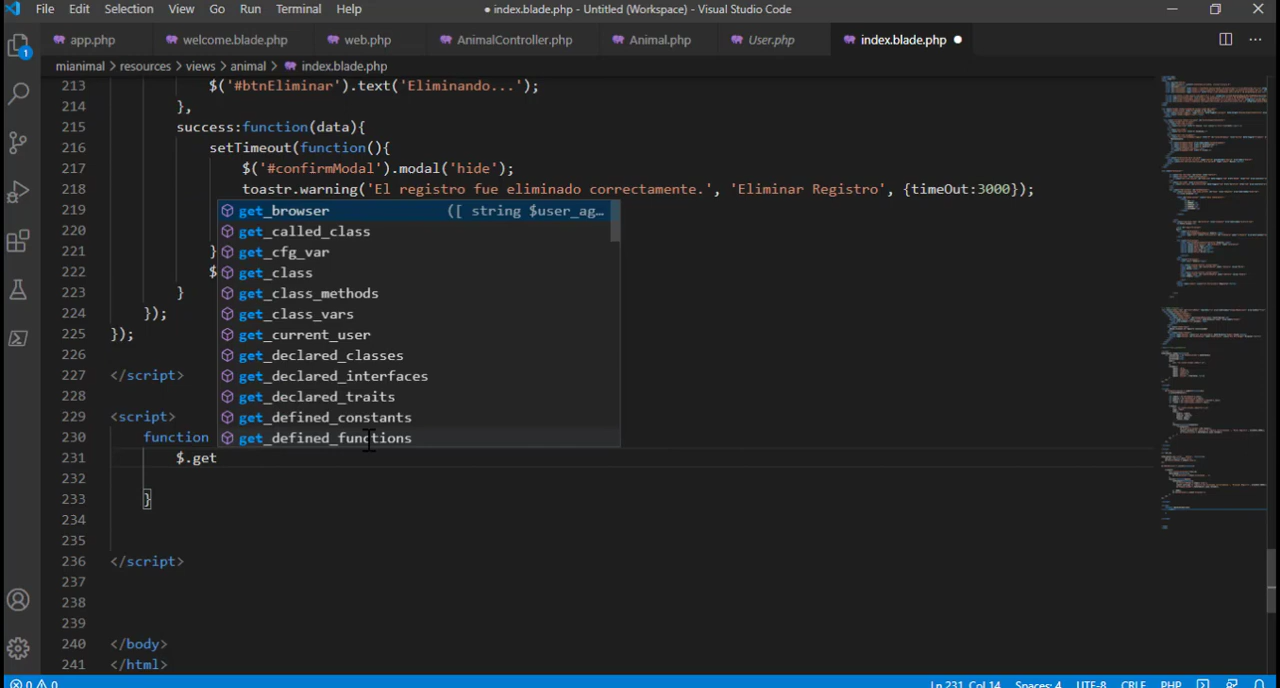 File Edit Selection View Go Run Terminal Help ● index.blade.php - Untitled (Workspace) - Visual Studio Code
app.php welcome.blade.php web.php AnimalController.php Animal.php User.php index.blade.php
mianimal > resources > views > animal > index.blade.php
213 $('#btnEliminar').text('Eliminando...');
214 },
215 success:function(data){
216 setTimeout(function(){
217 $('#confirmModal').modal('hide');
218 toastr.warning('El registro fue eliminado correctamente.', 'Eliminar Registro', {timeOut:3000});
219 get_browser ([ string $user_ag…
220 get_called_class
221 } get_cfg_var
222 $ get_class
223 } get_class_methods
224 }); get_class_vars
225 }); get_current_user
226 get_declared_classes
227 </script> get_declared_interfaces
228 get_declared_traits
229 <script> get_defined_constants
230 function get_defined_functions
231 $.get
232
233 }
234
235
236 </script>
237
238
239
240 </body>
241 </html>
1
0 0 Ln 231, Col 14 Spaces: 4 UTF-8 CRLF PHP